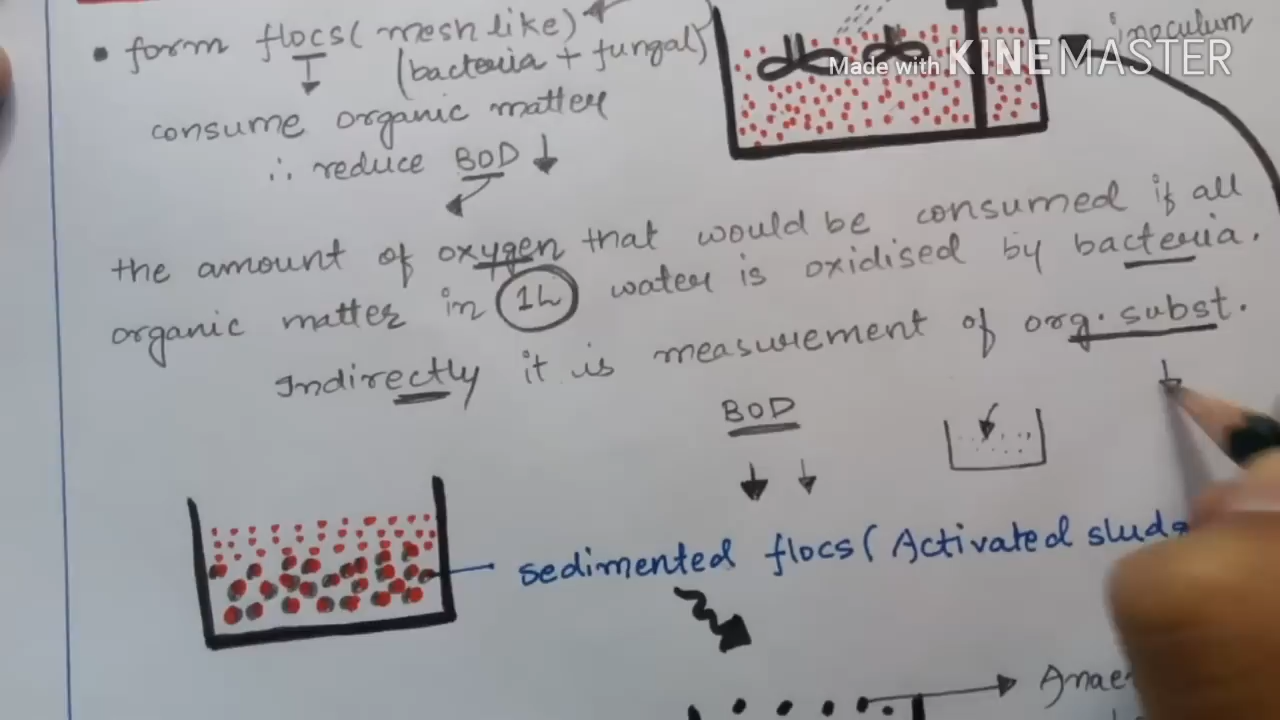 • form flocs (mesh like)
(bacteria + fungal)
inoculum
Made with KINEMASTER
consume organic matter
∴ reduce BOD ↓
the amount of oxygen that would be consumed if all
organic matter in 1L water is oxidised by bacteria.
Indirectly it is measurement of org. subst.
BOD
sedimented flocs (Activated